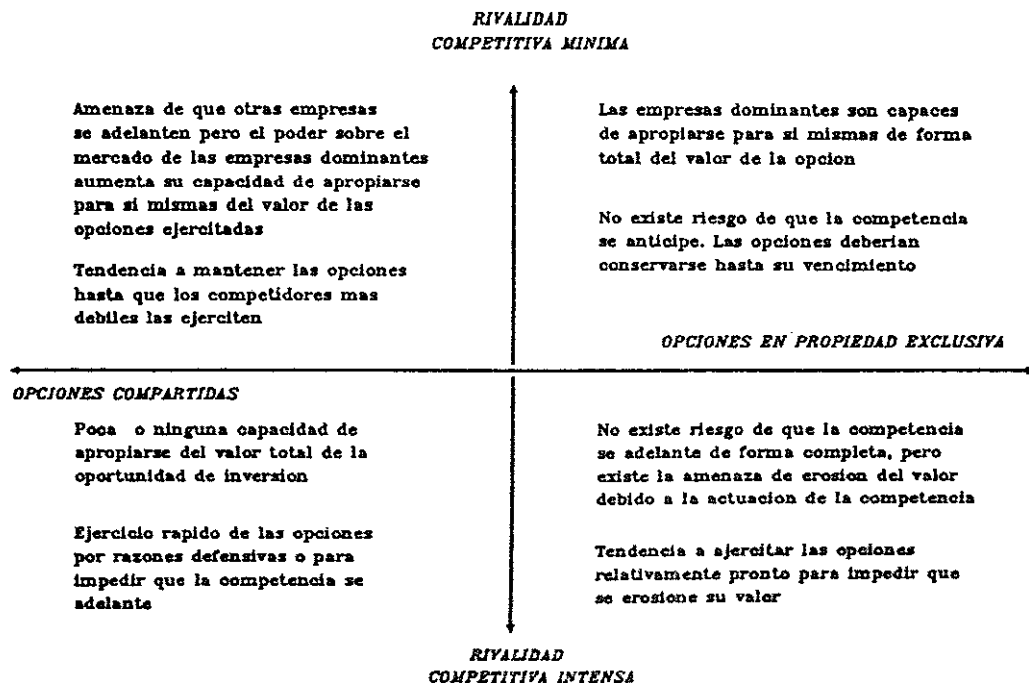 RIVALIDAD
COMPETITIVA MINIMA
Amenaza de que otras empresas
se adelanten pero el poder sobre el
mercado de las empresas dominantes
aumenta su capacidad de apropiarse
para si mismas del valor de las
opciones ejercitadas
Tendencia a mantener las opciones
hasta que los competidores mas
debiles las ejerciten
Las empresas dominantes son capaces
de apropiarse para si mismas de forma
total del valor de la opcion
No existe riesgo de que la competencia
se anticipe. Las opciones deberian
conservarse hasta su vencimiento
OPCIONES EN PROPIEDAD EXCLUSIVA
OPCIONES COMPARTIDAS
Poca o ninguna capacidad de
apropiarse del valor total de la
oportunidad de inversion
Ejercicio rapido de las opciones
por razones defensivas o para
impedir que la competencia se
adelante
No existe riesgo de que la competencia
se adelante de forma completa, pero
existe la amenaza de erosion del valor
debido a la actuacion de la competencia
Tendencia a ajercitar las opciones
relativamente pronto para impedir que
se erosione su valor
RIVALIDAD
COMPETITIVA INTENSA